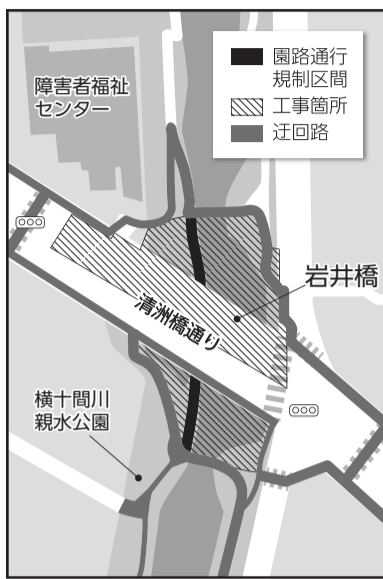 園路通行
規制区間
工事箇所
迂回路
障害者福祉
センター
岩井橋
清洲橋通り
横十間川
親水公園